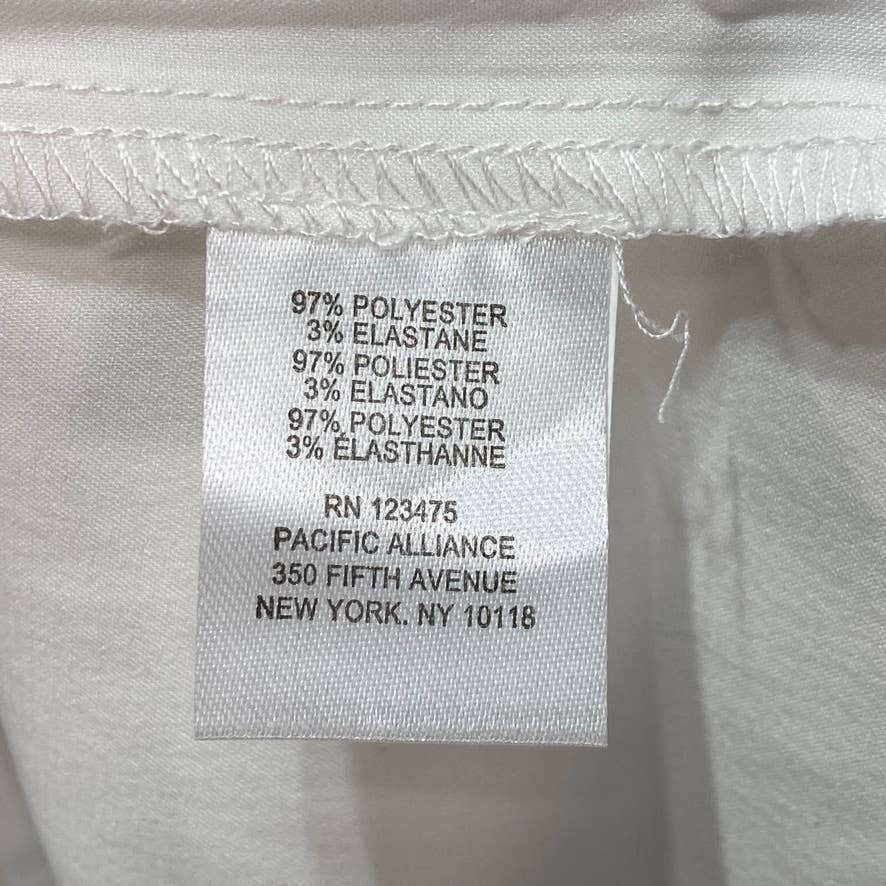 97% POLYESTER
3% ELASTANE
97% POLIESTER
3% ELASTANO
97% POLYESTER
3% ÉLASTHANNE
RN 123475
PACIFIC ALLIANCE
350 FIFTH AVENUE
NEW YORK. NY 10118